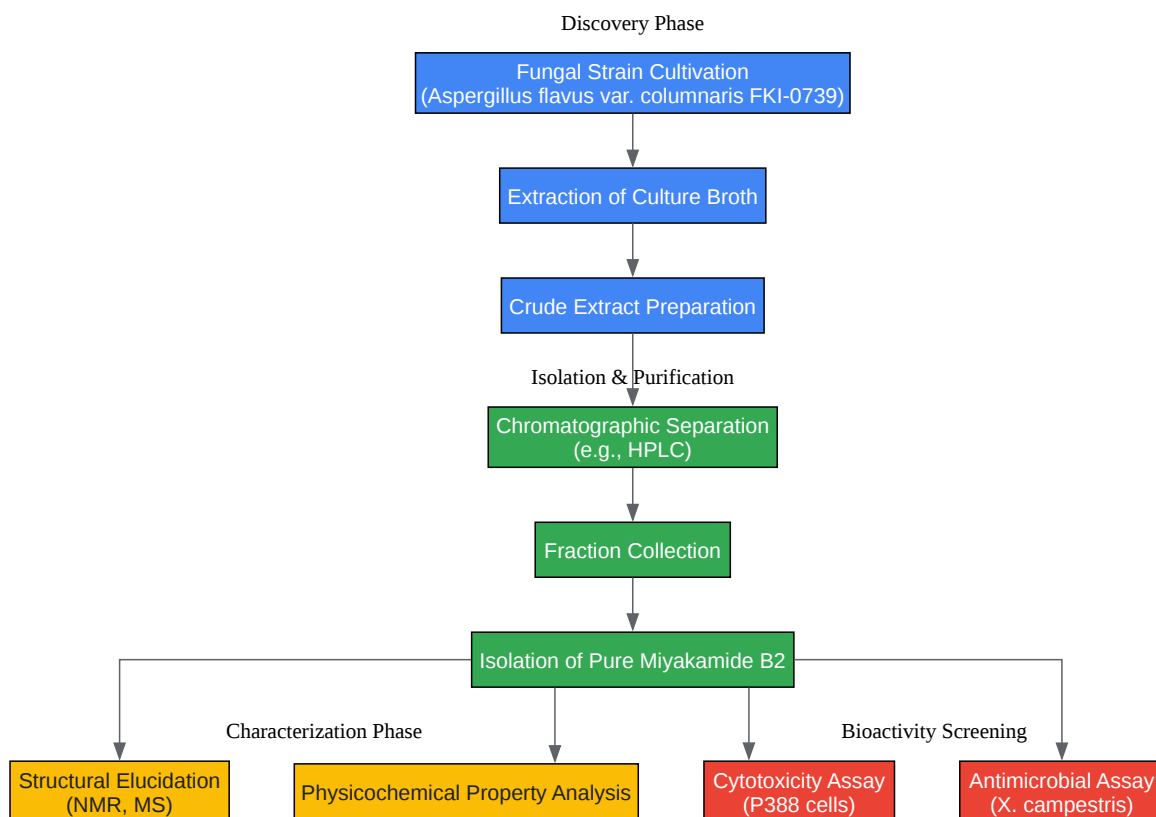 Discovery Phase
Fungal Strain Cultivation
(Aspergillus flavus var. columnaris FKI-0739)
Extraction of Culture Broth
Crude Extract Preparation
Isolation & Purification
Chromatographic Separation
(e.g., HPLC)
Fraction Collection
Isolation of Pure Miyakamide B2
Characterization Phase
Bioactivity Screening
Structural Elucidation
(NMR, MS)
Physicochemical Property Analysis
Cytotoxicity Assay
(P388 cells)
Antimicrobial Assay
(X. campestris)